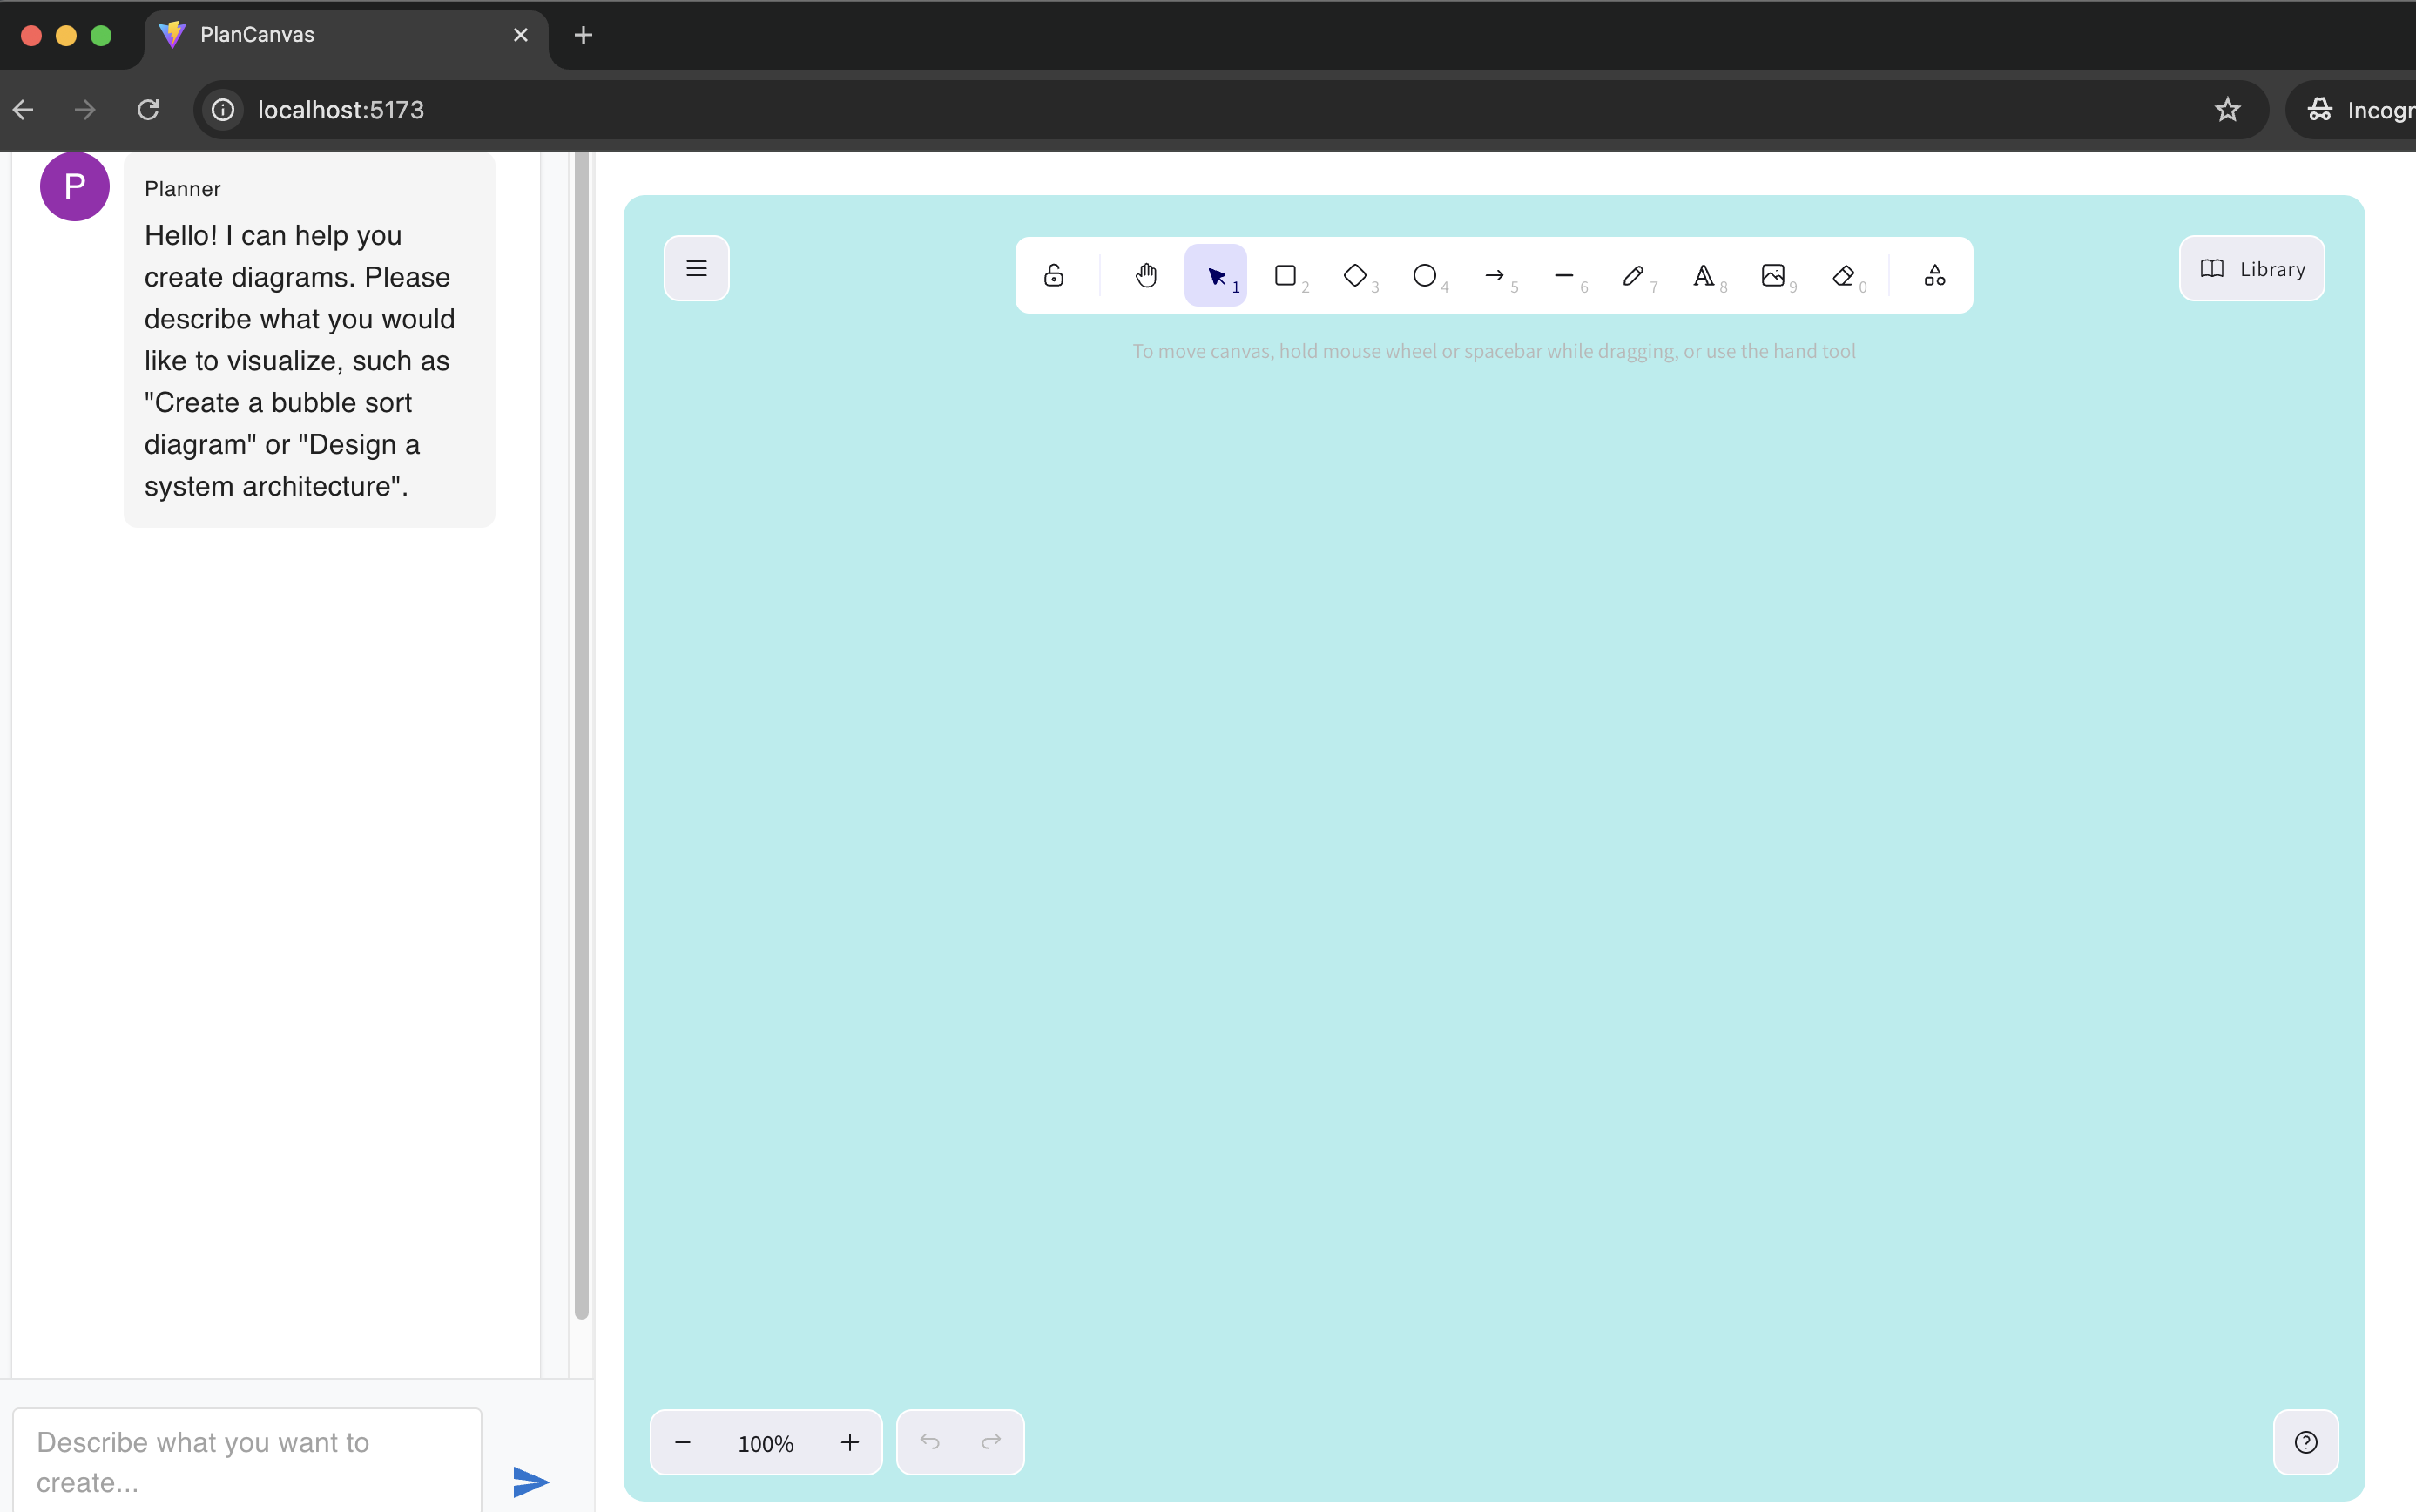 PlanCanvas
localhost:5173
P
Planner
Hello! I can help you
create diagrams. Please
describe what you would
like to visualize, such as
"Create a bubble sort
diagram" or "Design a
system architecture".
Describe what you want to
create...
1 2 3 4 5 6 7 A 8 9 0
Library
To move canvas, hold mouse wheel or spacebar while dragging, or use the hand tool
100%